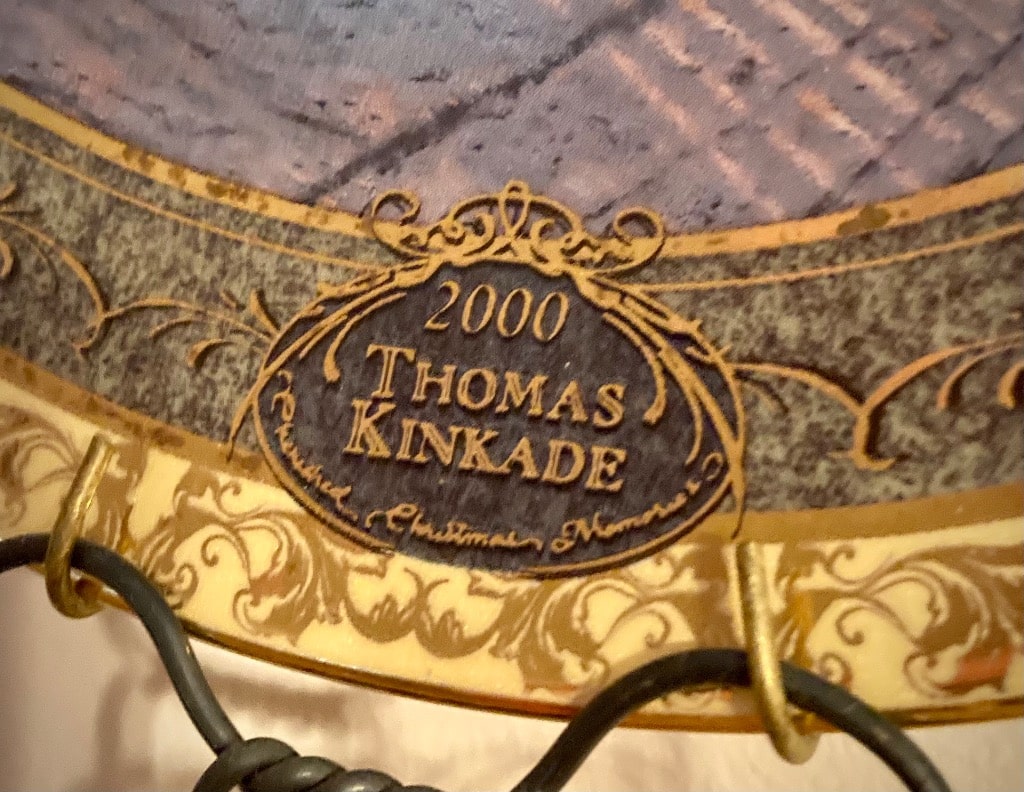 2000
THOMAS
KINKADE
Cherished Christmas Memories